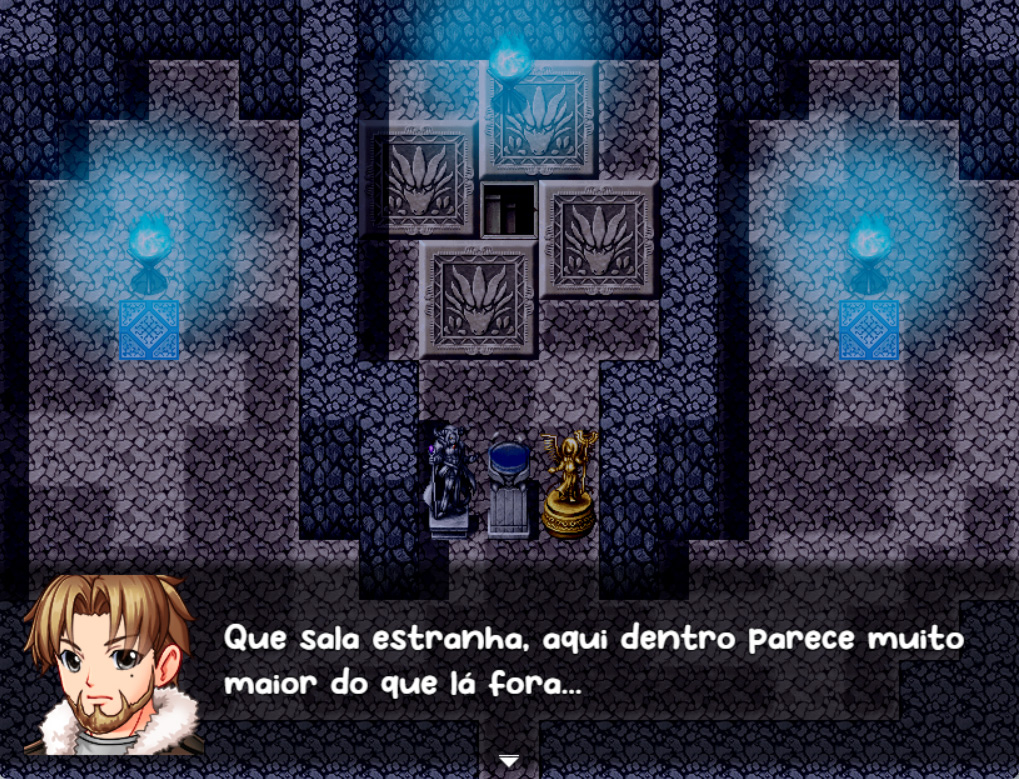 Que sala estranha, aqui dentro parece muito
maior do que lá fora...